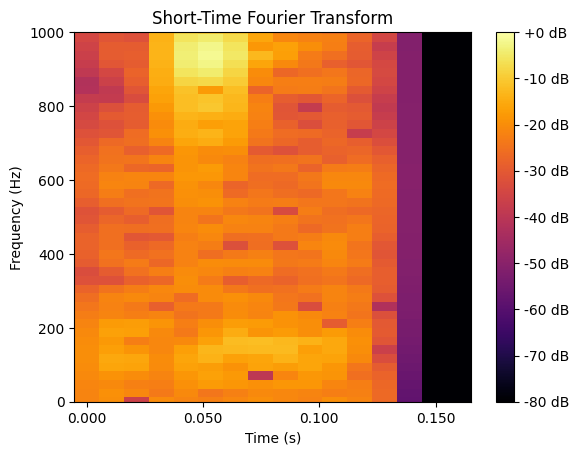 Short-Time Fourier Transform
1000
800
600
400
200
0
Frequency (Hz)
0.000
0.050
0.100
0.150
Time (s)
+0 dB
-10 dB
-20 dB
-30 dB
-40 dB
-50 dB
-60 dB
-70 dB
-80 dB